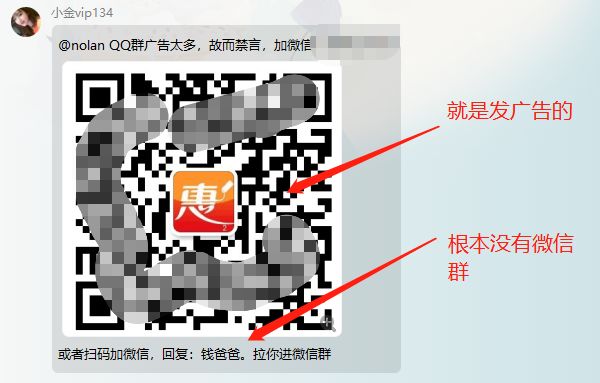 小金vip134
@nolan QQ群广告太多，故而禁言，加微信
惠
就是发广告的
根本没有微信
群
或者扫码加微信，回复：钱爸爸。拉你进微信群